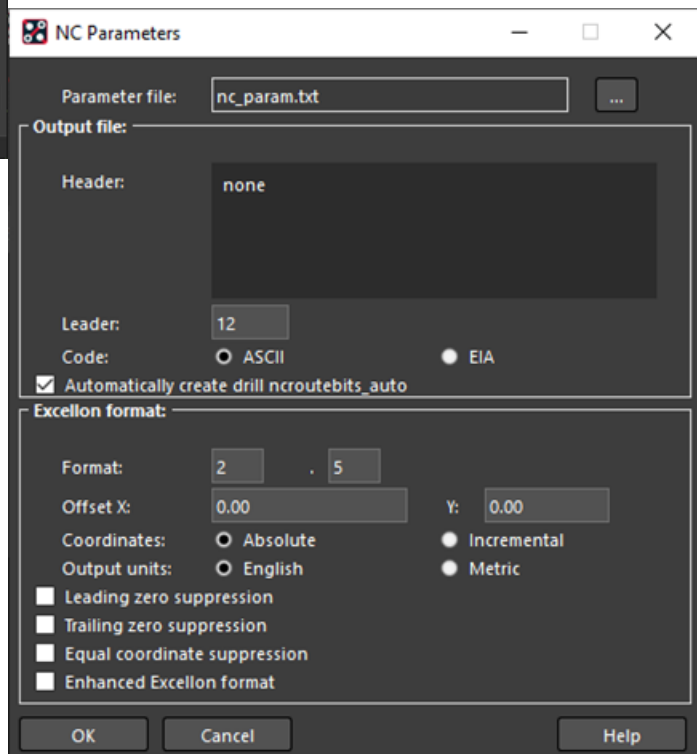 NC Parameters
Parameter file: nc_param.txt ...
Output file:
Header: none
Leader: 12
Code: ASCII EIA
Automatically create drill ncroutebits_auto
Excellon format:
Format: 2 . 5
Offset X: 0.00 Y: 0.00
Coordinates: Absolute Incremental
Output units: English Metric
Leading zero suppression
Trailing zero suppression
Equal coordinate suppression
Enhanced Excellon format
OK Cancel Help